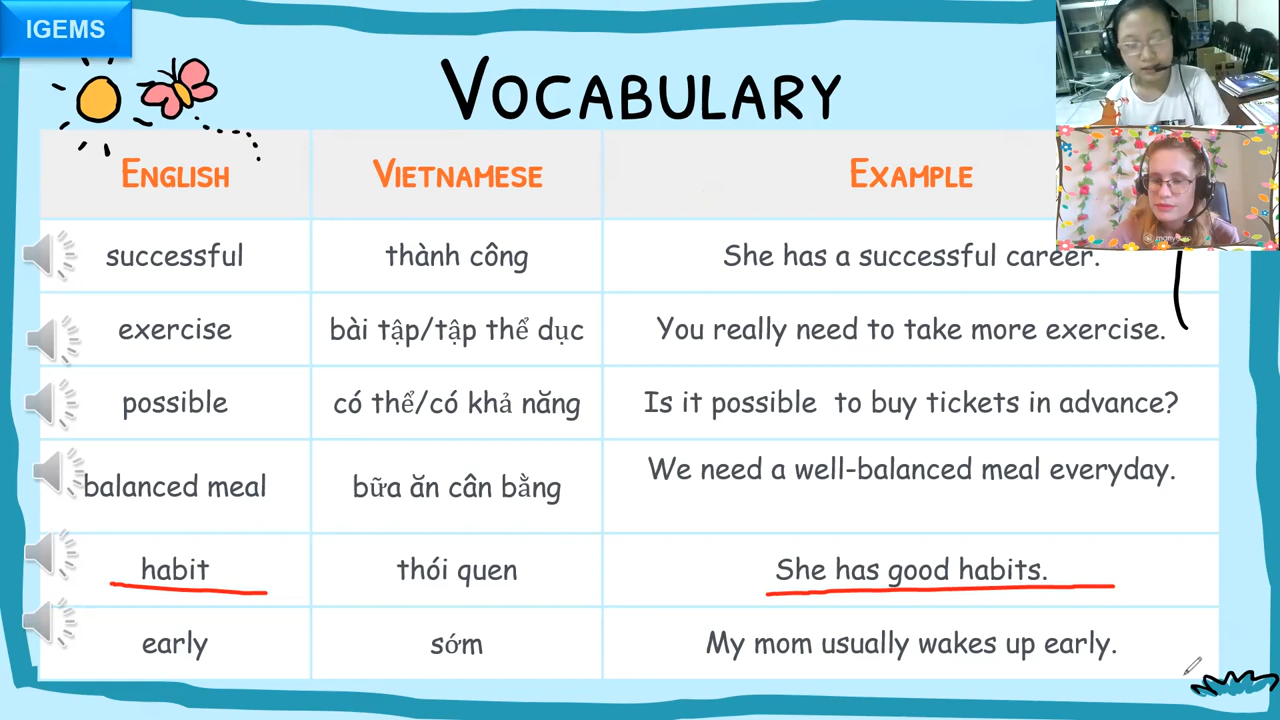 IGEMS
VOCABULARY
ENGLISH VIETNAMESE EXAMPLE
successful thành công She has a successful career.
exercise bài tập/tập thể dục You really need to take more exercise.
possible có thể/có khả năng Is it possible to buy tickets in advance?
balanced meal bữa ăn cân bằng We need a well-balanced meal everyday.
habit thói quen She has good habits.
early sớm My mom usually wakes up early.